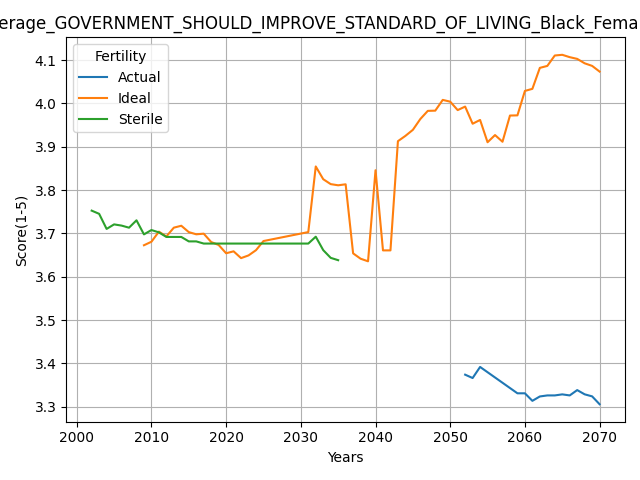 erage_GOVERNMENT_SHOULD_IMPROVE_STANDARD_OF_LIVING_Black_Fema
Fertility
Actual
Ideal
Sterile
Score(1-5)
4.1
4.0
3.9
3.8
3.7
3.6
3.5
3.4
3.3
2000 2010 2020 2030 2040 2050 2060 2070
Years